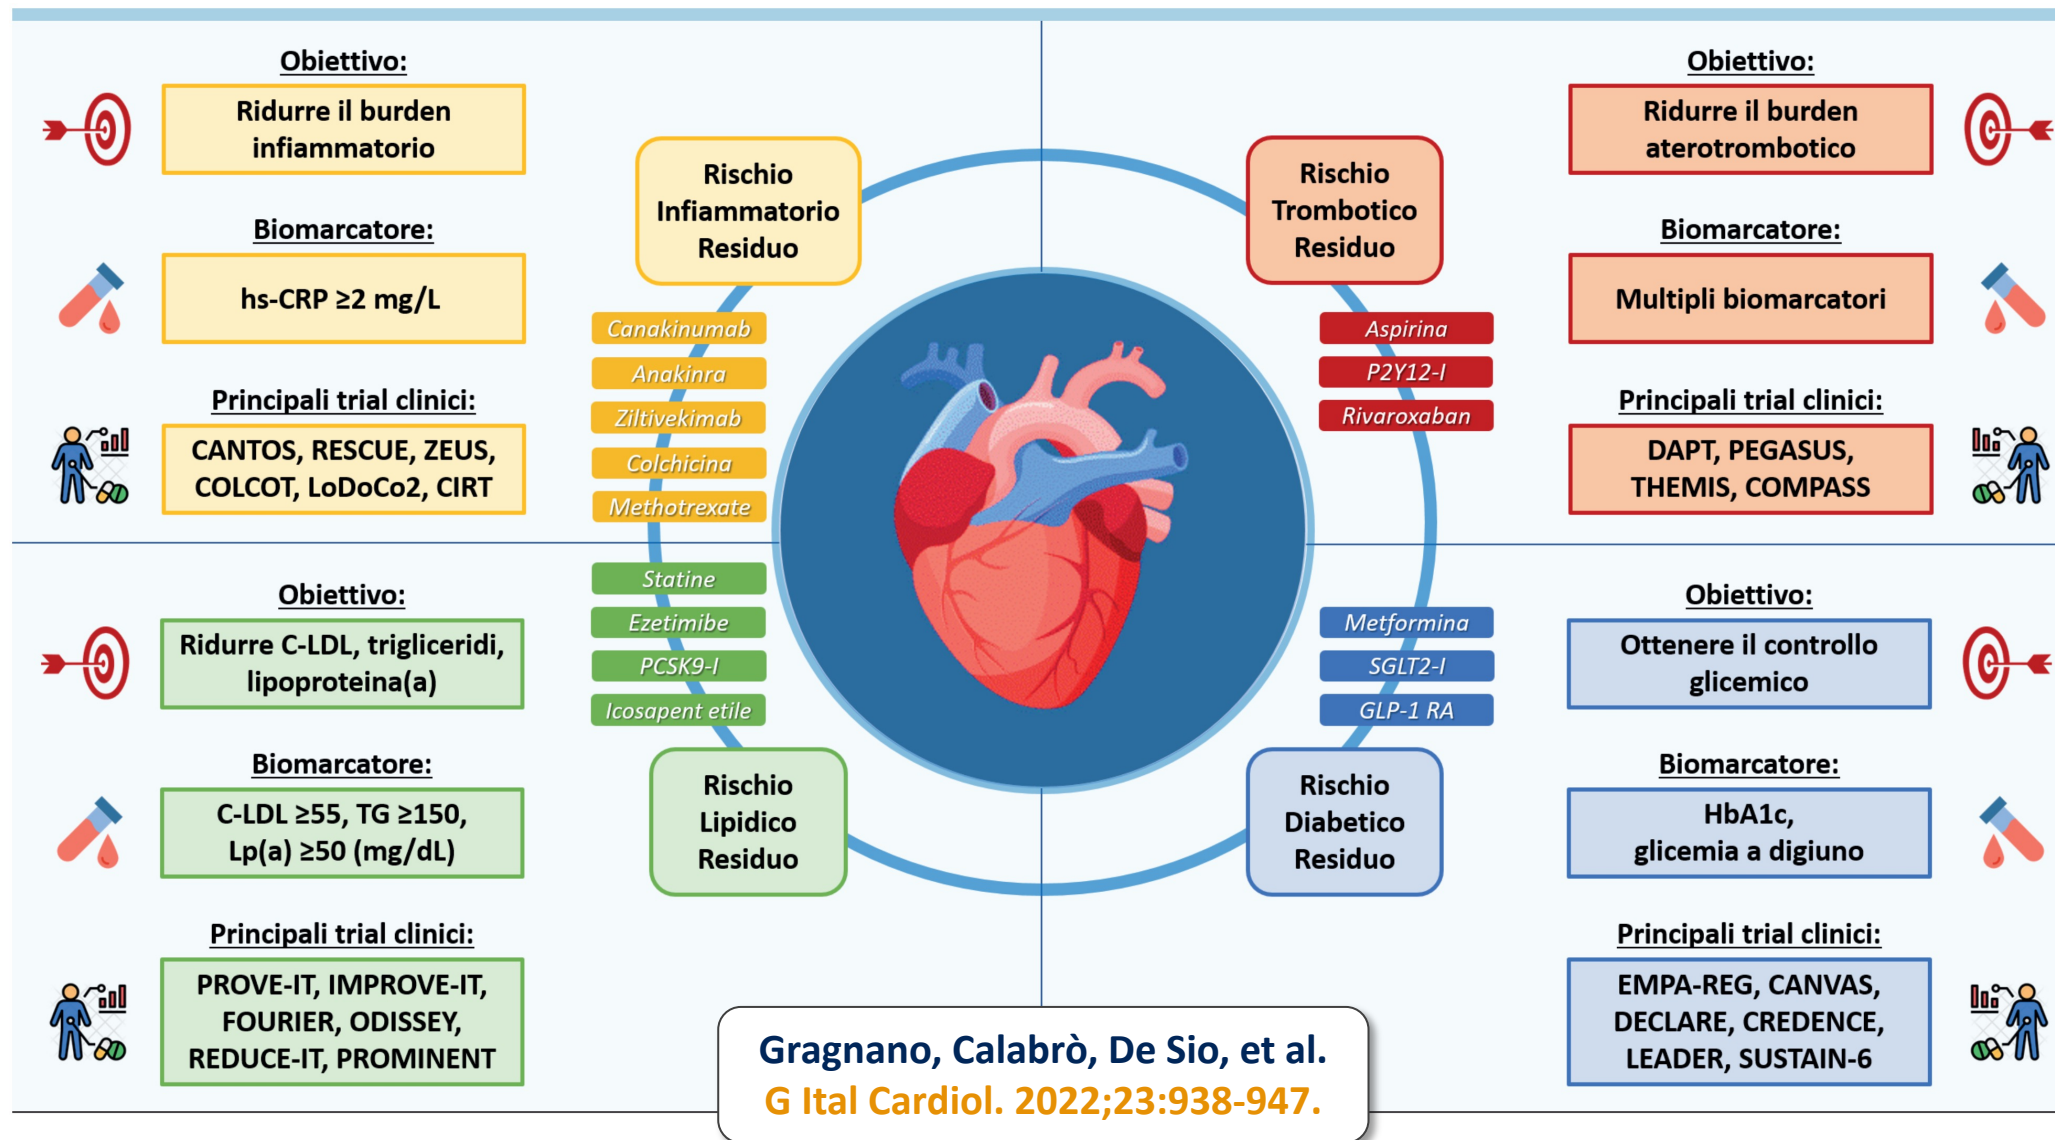 Obiettivo:
Ridurre il burden
infiammatorio
Biomarcatore:
hs-CRP ≥2 mg/L
Principali trial clinici:
CANTOS, RESCUE, ZEUS,
COLCOT, LoDoCo2, CIRT
Rischio
Infiammatorio
Residuo
Canakinumab
Anakinra
Ziltivekimab
Colchicina
Methotrexate
Rischio
Trombotico
Residuo
Aspirina
P2Y12-I
Rivaroxaban
Obiettivo:
Ridurre il burden
aterotrombotico
Biomarcatore:
Multipli biomarcatori
Principali trial clinici:
DAPT, PEGASUS,
THEMIS, COMPASS
Obiettivo:
Ridurre C-LDL, trigliceridi,
lipoproteina(a)
Biomarcatore:
C-LDL ≥55, TG ≥150,
Lp(a) ≥50 (mg/dL)
Principali trial clinici:
PROVE-IT, IMPROVE-IT,
FOURIER, ODISSEY,
REDUCE-IT, PROMINENT
Statine
Ezetimibe
PCSK9-I
Icosapent etile
Rischio
Lipidico
Residuo
Metformina
SGLT2-I
GLP-1 RA
Rischio
Diabetico
Residuo
Obiettivo:
Ottenere il controllo
glicemico
Biomarcatore:
HbA1c,
glicemia a digiuno
Principali trial clinici:
EMPA-REG, CANVAS,
DECLARE, CREDENCE,
LEADER, SUSTAIN-6
Gragnano, Calabrò, De Sio, et al.
G Ital Cardiol. 2022;23:938-947.